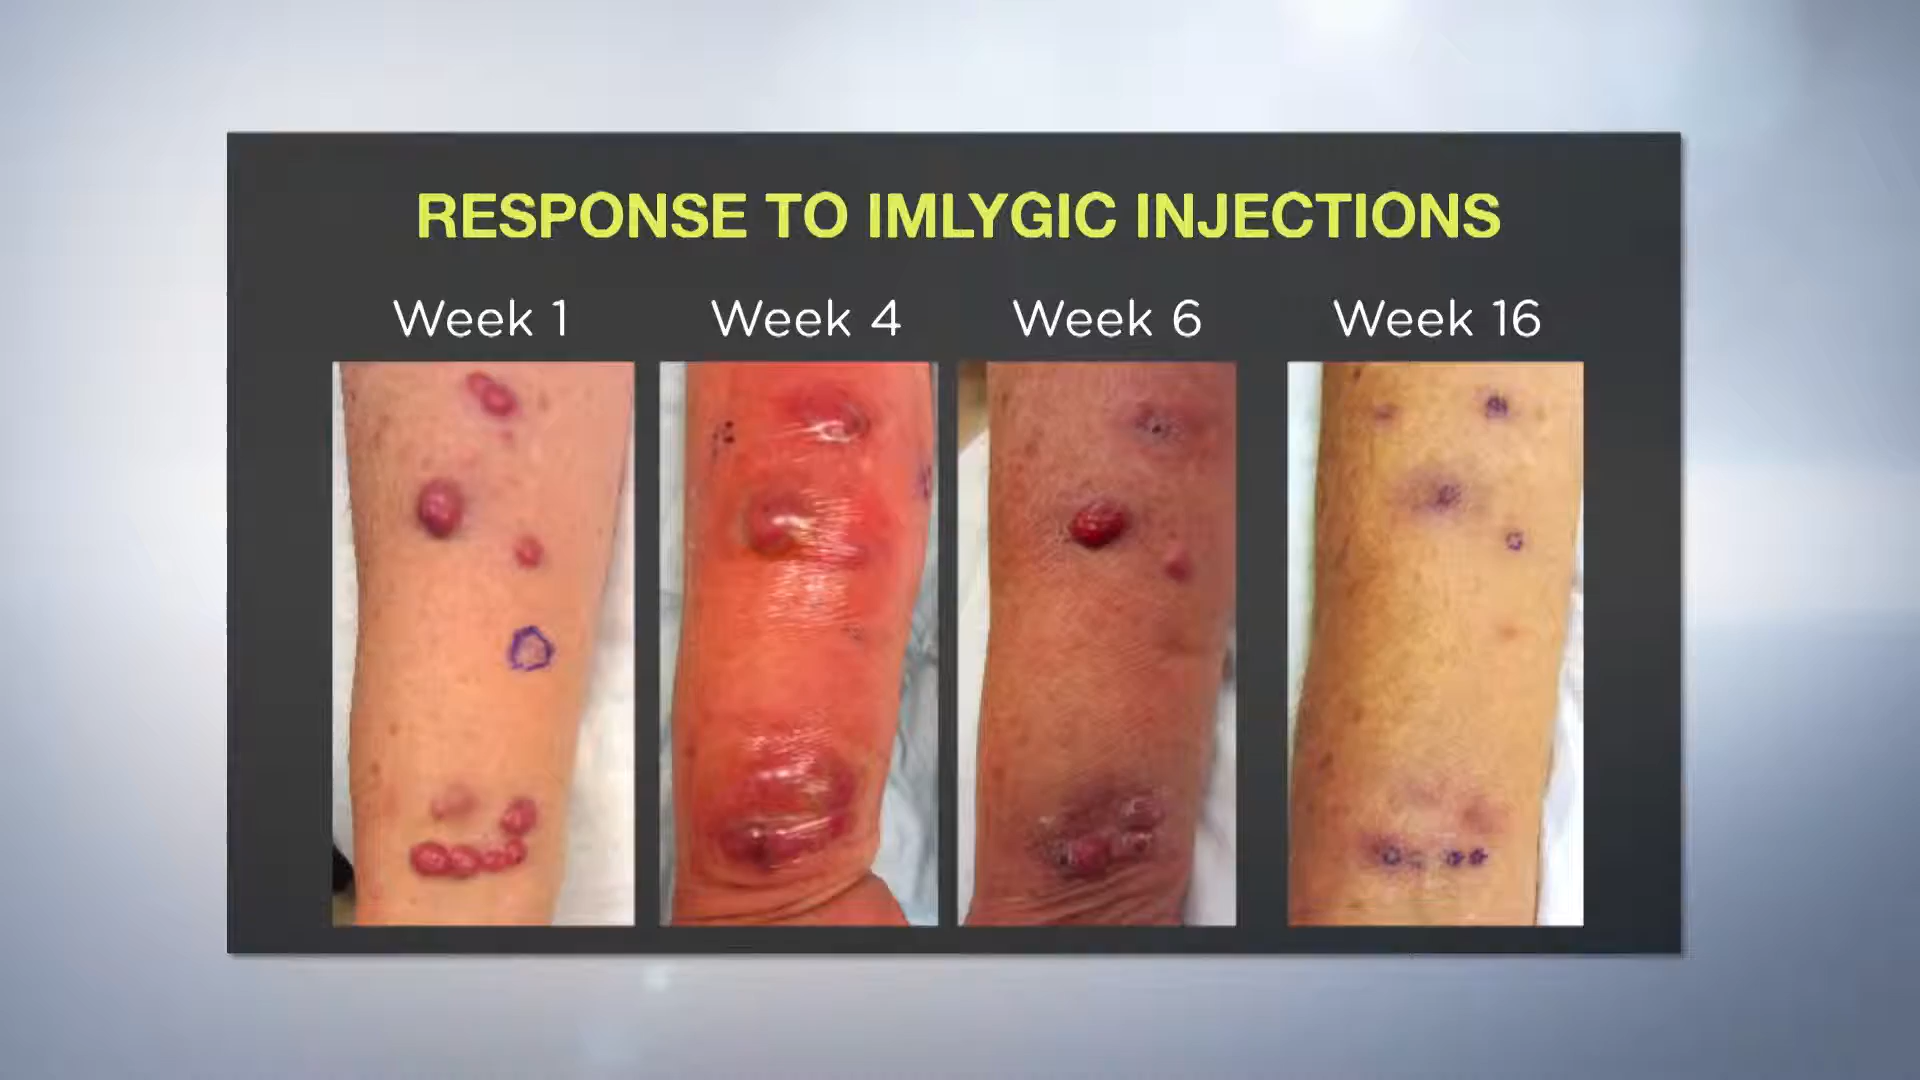 RESPONSE TO IMLYGIC INJECTIONS
Week 1
Week 4
Week 6
Week 16